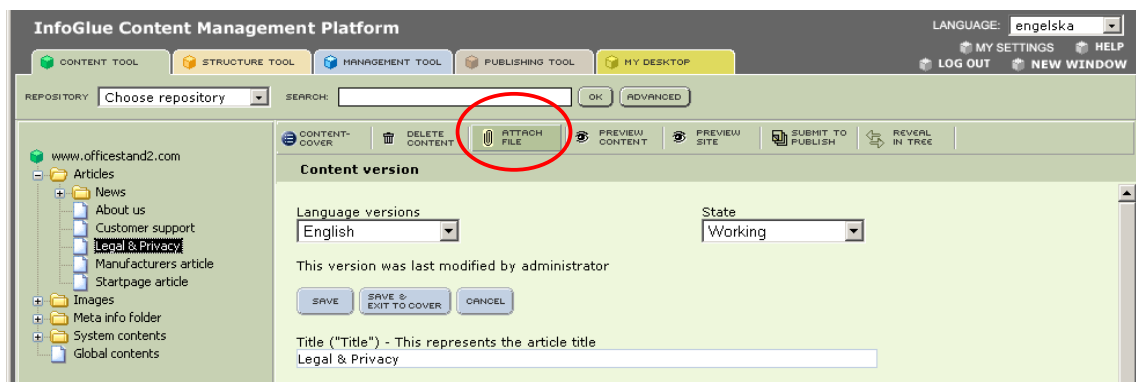 InfoGlue Content Management Platform
LANGUAGE: engelska
MY SETTINGS HELP
LOG OUT NEW WINDOW
CONTENT TOOL STRUCTURE TOOL MANAGEMENT TOOL PUBLISHING TOOL MY DESKTOP
REPOSITORY Choose repository SEARCH: OK ADVANCED
CONTENT-
COVER
DELETE
CONTENT
ATTACH
FILE
PREVIEW
CONTENT
PREVIEW
SITE
SUBMIT TO
PUBLISH
REVEAL
IN TREE
www.officestand2.com
Articles
News
About us
Customer support
Legal & Privacy
Manufacturers article
Startpage article
Images
Meta info folder
System contents
Global contents
Content version
Language versions State
English Working
This version was last modified by administrator
SAVE
SAVE &
EXIT TO COVER
CANCEL
Title ("Title") - This represents the article title
Legal & Privacy